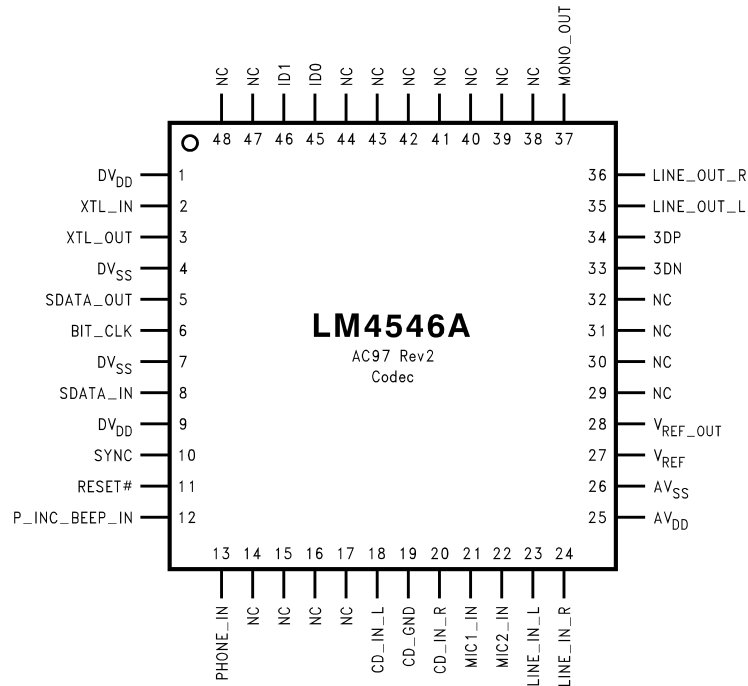 NC NC ID1 ID0 NC NC NC NC NC NC NC MONO_OUT
48 47 46 45 44 43 42 41 40 39 38 37
DVDD 1
XTL_IN 2
XTL_OUT 3
DVSS 4
SDATA_OUT 5
BIT_CLK 6
DVSS 7
SDATA_IN 8
DVDD 9
SYNC 10
RESET# 11
P_INC_BEEP_IN 12
LM4546A
AC97 Rev2
Codec
36 LINE_OUT_R
35 LINE_OUT_L
34 3DP
33 3DN
32 NC
31 NC
30 NC
29 NC
28 VREF_OUT
27 VREF
26 AVSS
25 AVDD
13 14 15 16 17 18 19 20 21 22 23 24
PHONE_IN NC NC NC NC CD_IN_L CD_GND CD_IN_R MIC1_IN MIC2_IN LINE_IN_L LINE_IN_R